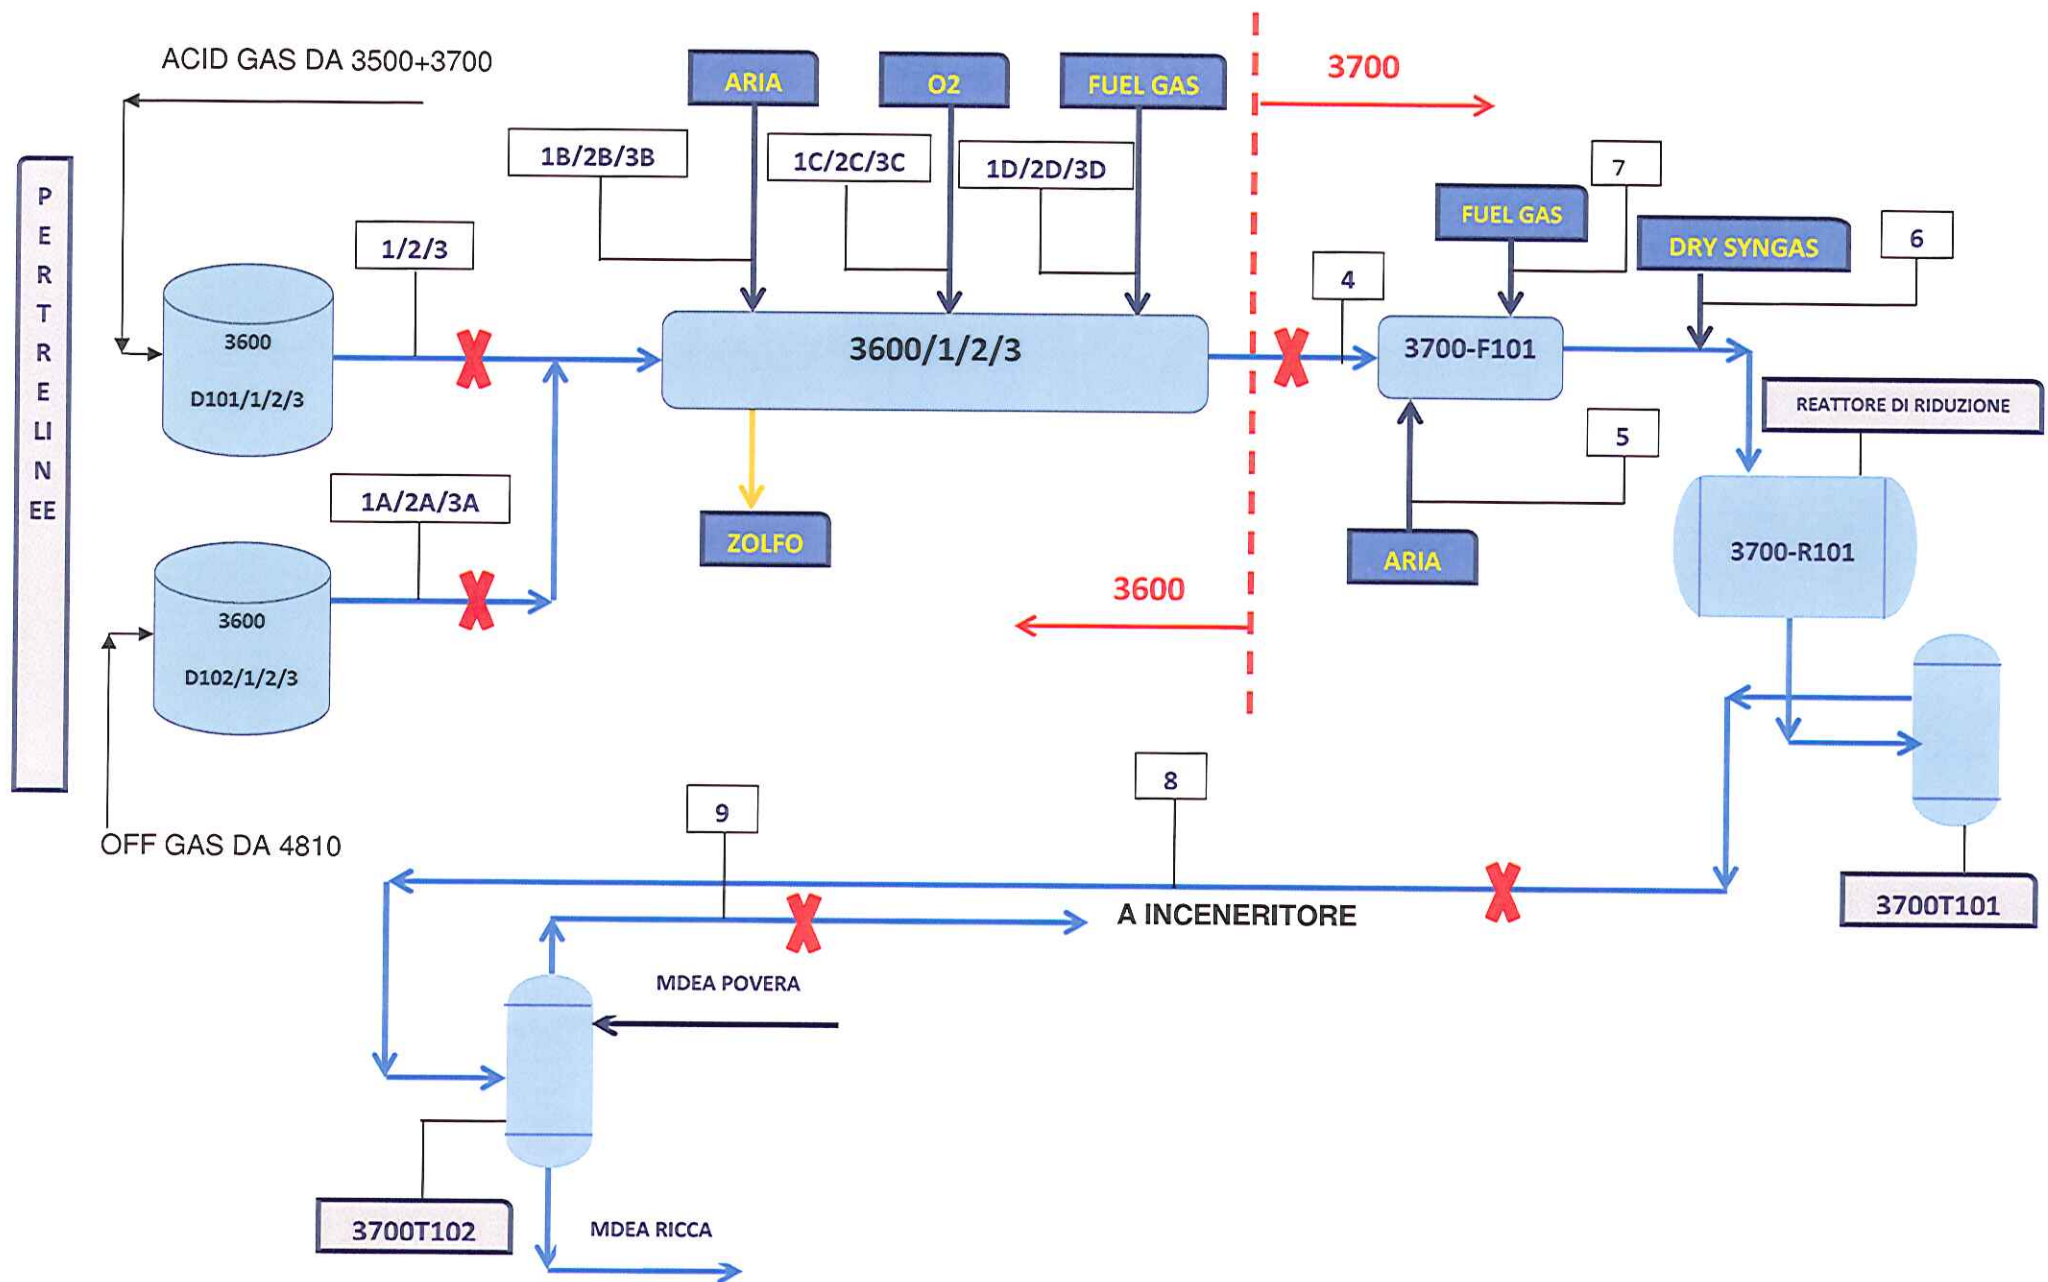 ACID GAS DA 3500+3700
ARIA
O2
FUEL GAS
3700
1B/2B/3B
1C/2C/3C
1D/2D/3D
7
P
E
R
T
R
E
LI
N
EE
FUEL GAS
DRY SYNGAS
6
1/2/3
4
3600
D101/1/2/3
3600/1/2/3
3700-F101
REATTORE DI RIDUZIONE
5
1A/2A/3A
ZOLFO
ARIA
3700-R101
3600
3600
D102/1/2/3
OFF GAS DA 4810
9
8
A INCENERITORE
3700T101
MDEA POVERA
3700T102
MDEA RICCA